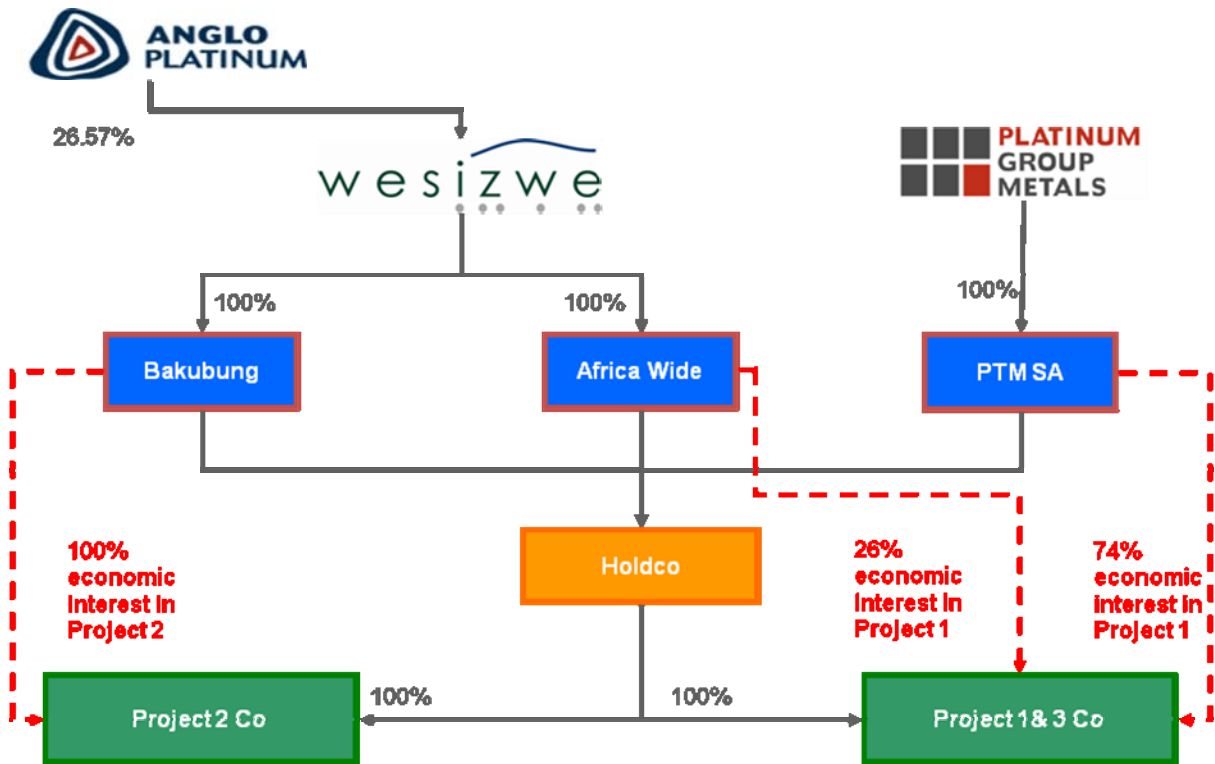 ANGLO
PLATINUM
26.57%
wesizwe
PLATINUM
GROUP
METALS
100%
100%
100%
Bakubung
Africa Wide
PTM SA
Holdco
100%
economic
interest in
Project 2
26%
economic
interest in
Project 1
74%
economic
interest in
Project 1
Project 2 Co
100%
100%
Project 1& 3 Co